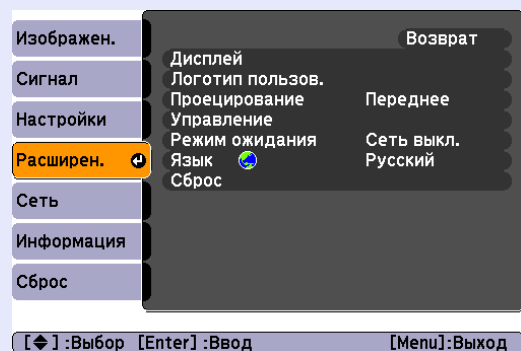 Изображен.
Сигнал
Настройки
Расширен.
Сеть
Информация
Сброс
Возврат
Дисплей
Логотип пользов.
Проецирование Переднее
Управление
Режим ожидания Сеть выкл.
Язык Русский
Сброс
[◆] :Выбор [Enter] :Ввод [Menu]:Выход